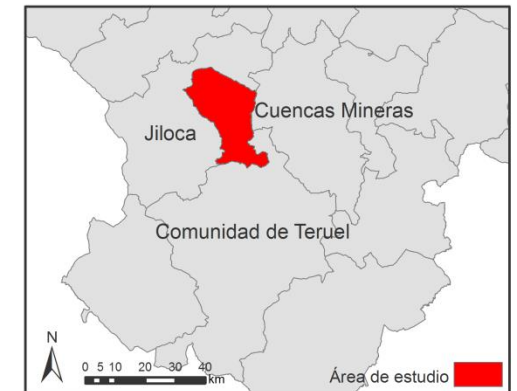 Cuencas Mineras
Jiloca
Comunidad de Teruel
N
0 5 10 20 30 40
km
Área de estudio